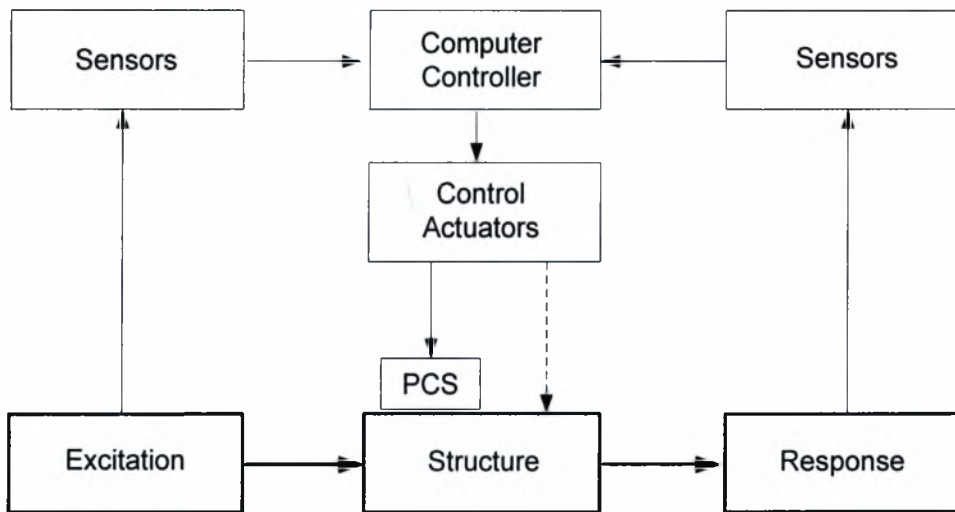 Sensors
Computer
Controller
Sensors
Control
Actuators
PCS
Excitation
Structure
Response